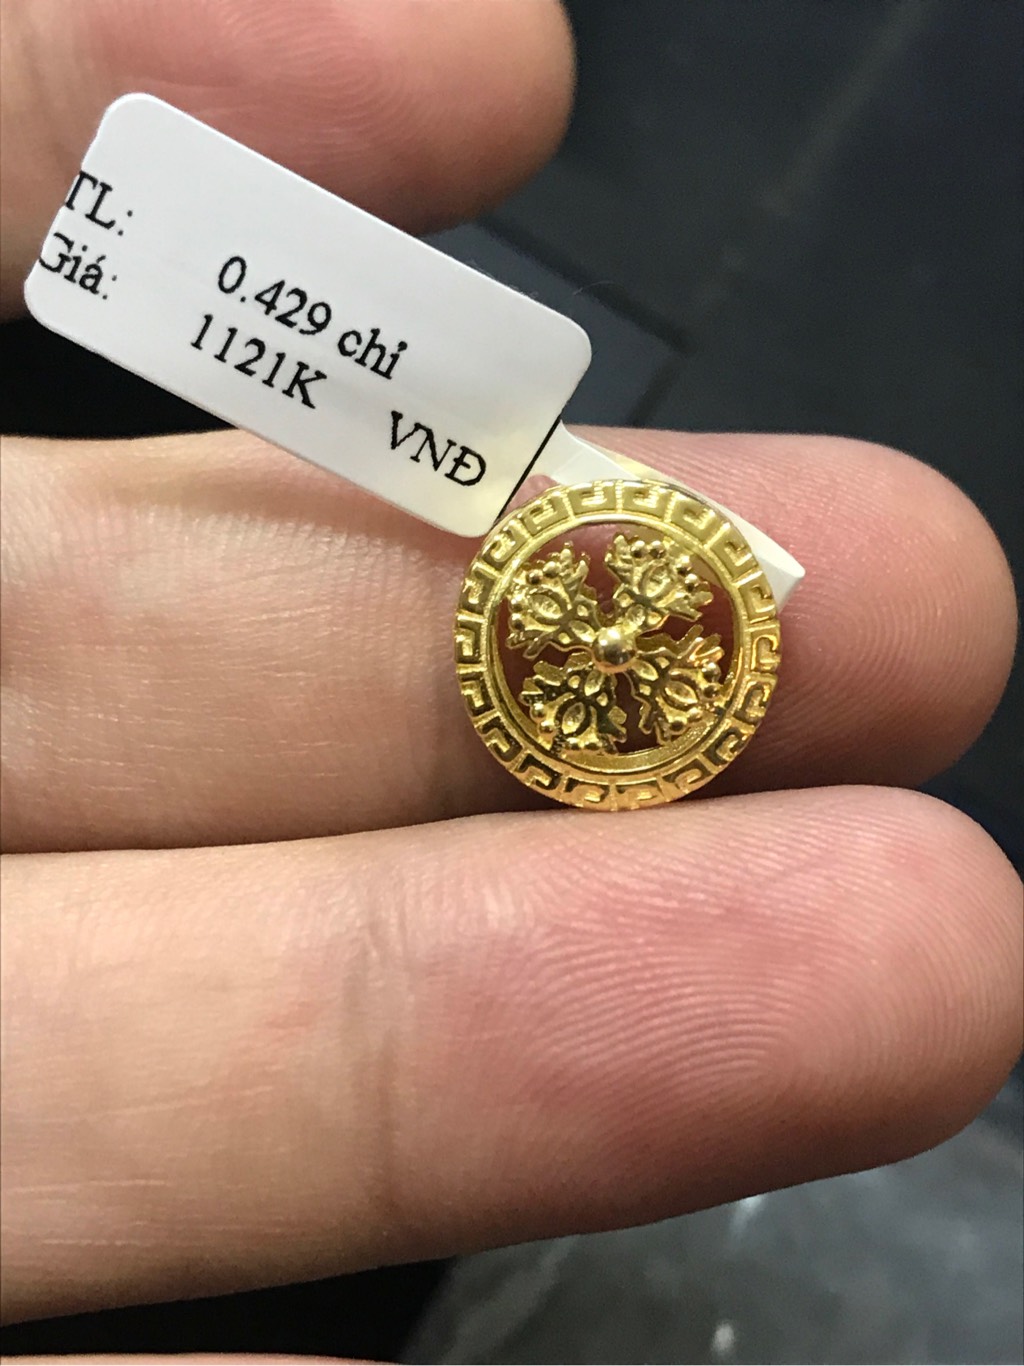 TL: 0.429 chỉ
Giá: 1121K VNĐ